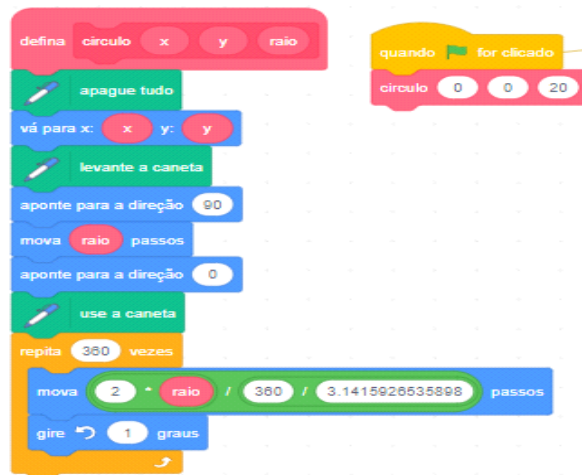 defina circulo x y raio
apague tudo
vá para x: x y: y
levante a caneta
aponte para a direção 90
mova raio passos
aponte para a direção 0
use a caneta
repita 360 vezes
mova 2 * raio / 360 / 3.1415926535898 passos
gire 1 graus
quando for clicado
circulo 0 0 20